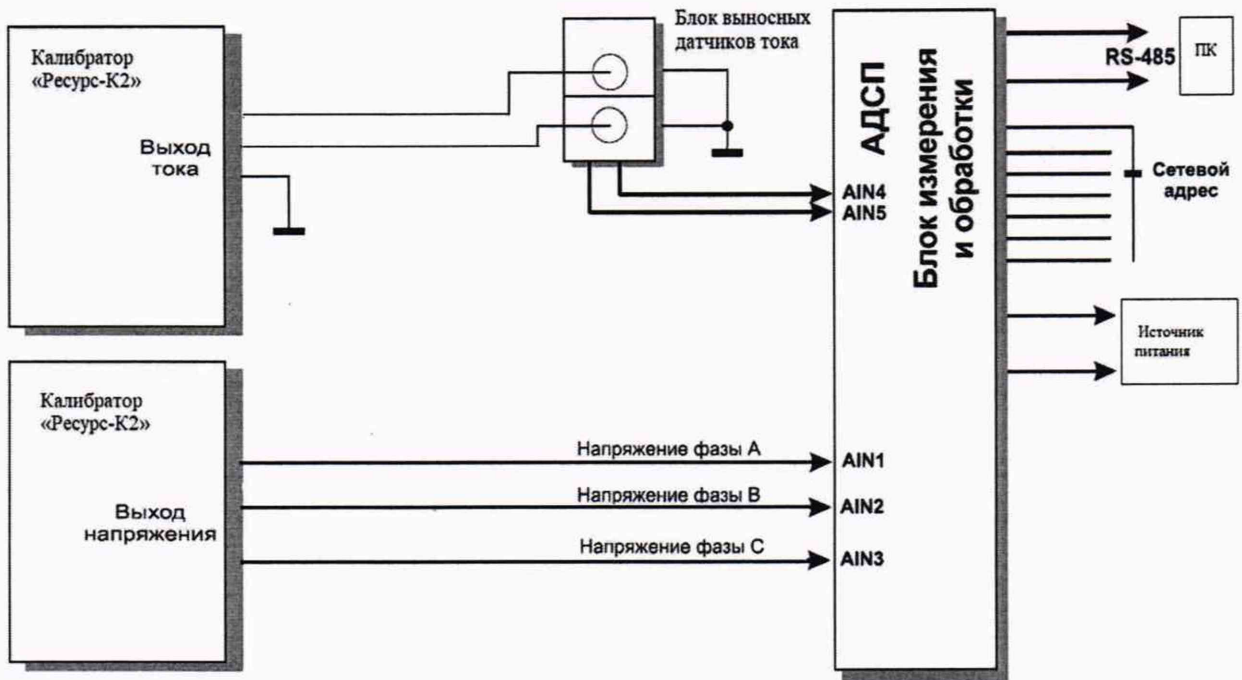 Калибратор
«Ресурс-К2»
Выход
тока
Блок выносных
датчиков тока
AIN4
AIN5
АДСП
Блок измерения
и обработки
RS-485
ПК
Сетевой
адрес
Источник
питания
Калибратор
«Ресурс-К2»
Выход
напряжения
Напряжение фазы А
AIN1
Напряжение фазы В
AIN2
Напряжение фазы С
AIN3